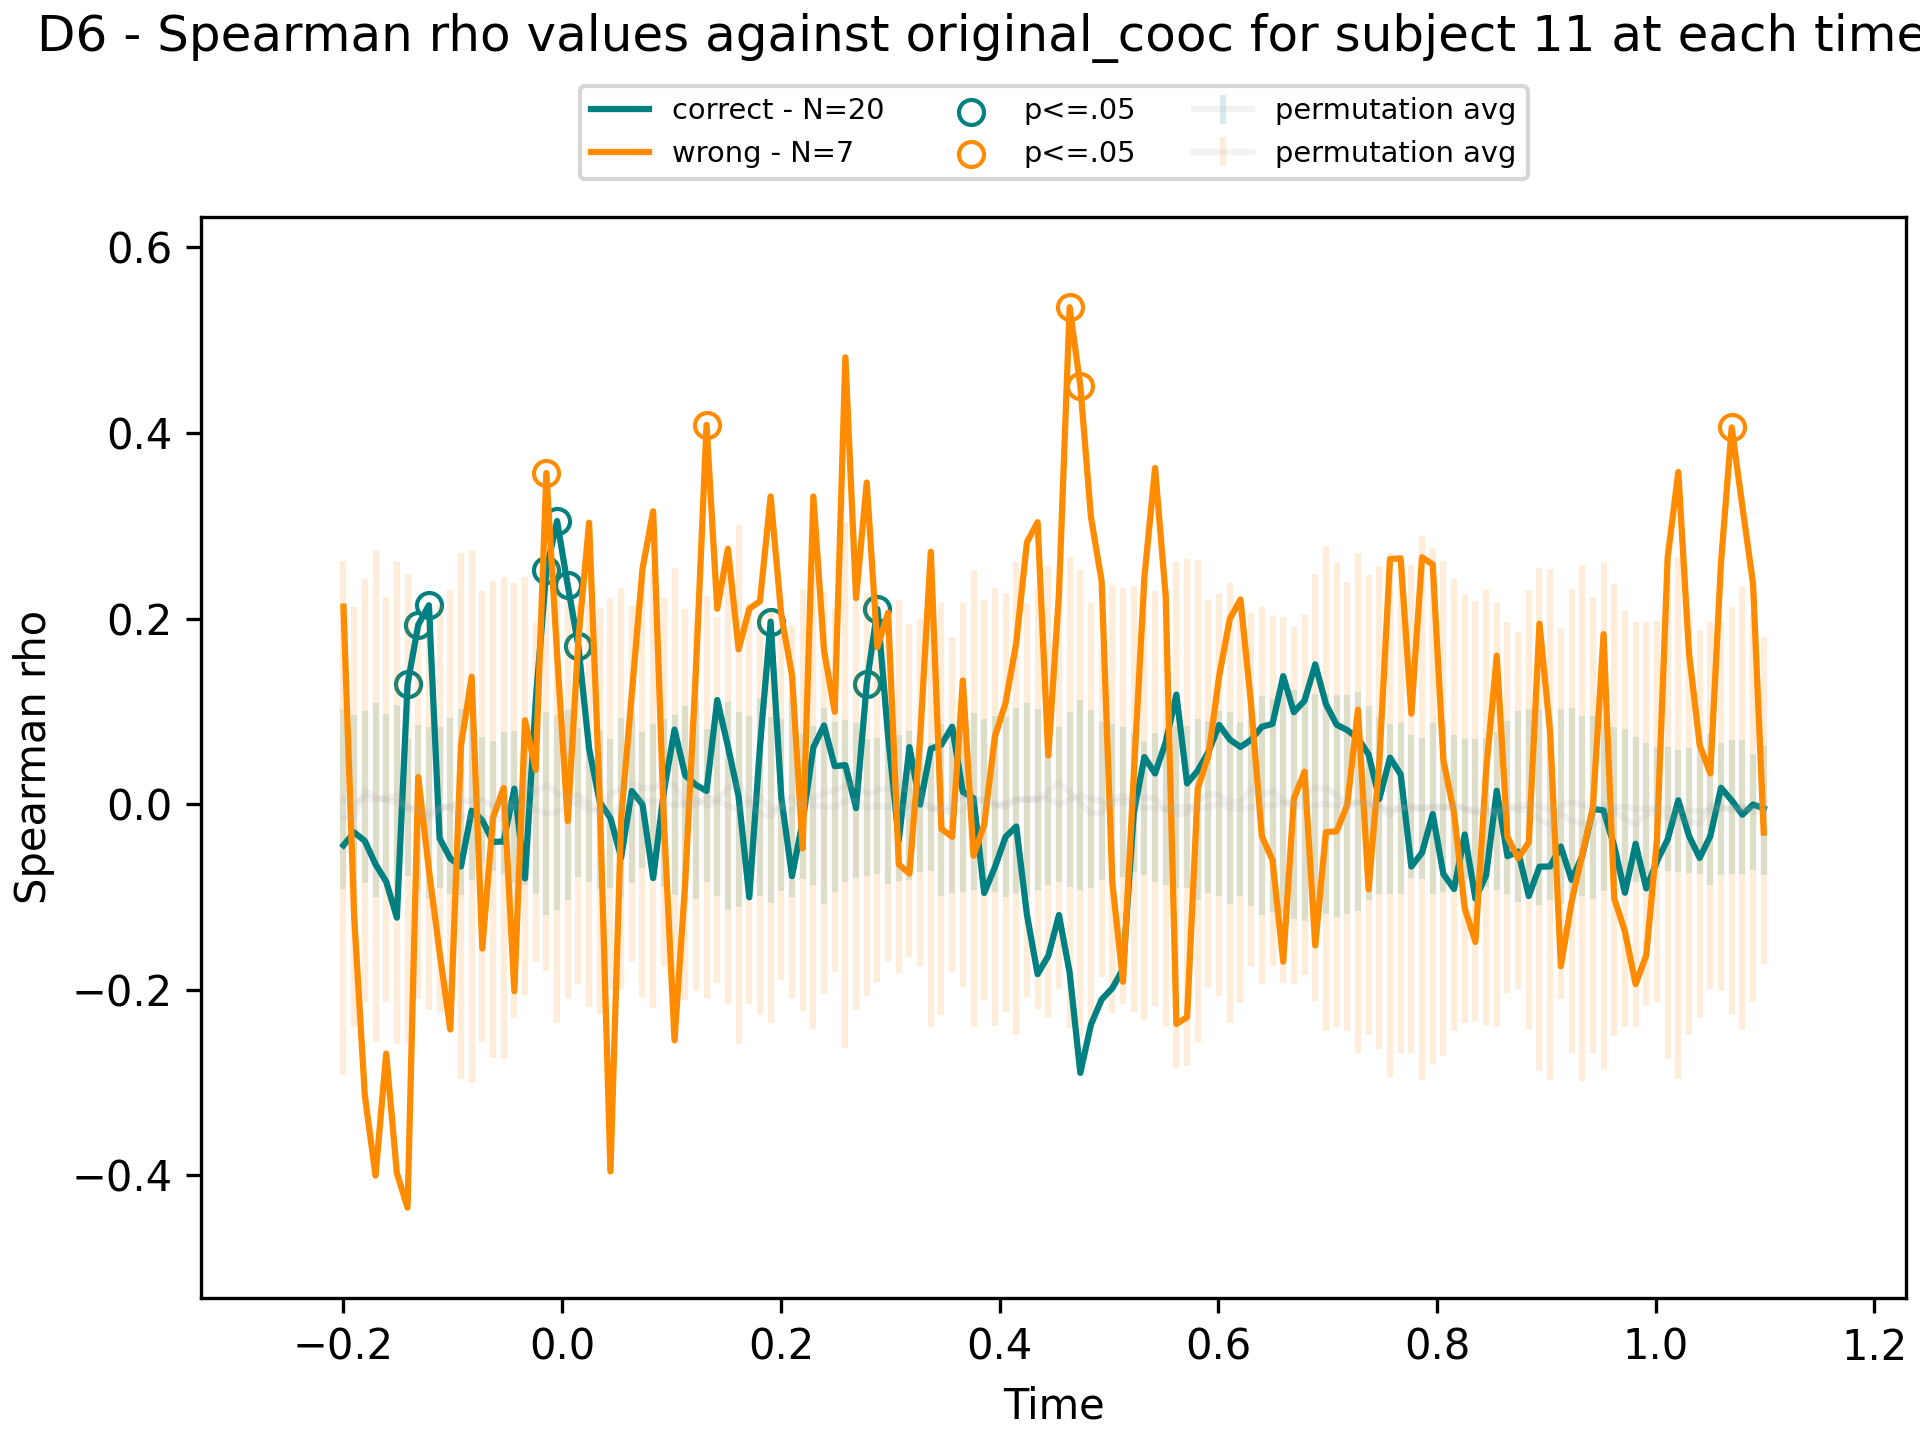 D6 - Spearman rho values against original_cooc for subject 11 at each time
correct - N=20
wrong - N=7
p<=.05
p<=.05
permutation avg
permutation avg
Spearman rho
0.6
0.4
0.2
0.0
−0.2
−0.4
−0.2
0.0
0.2
0.4
0.6
0.8
1.0
1.2
Time